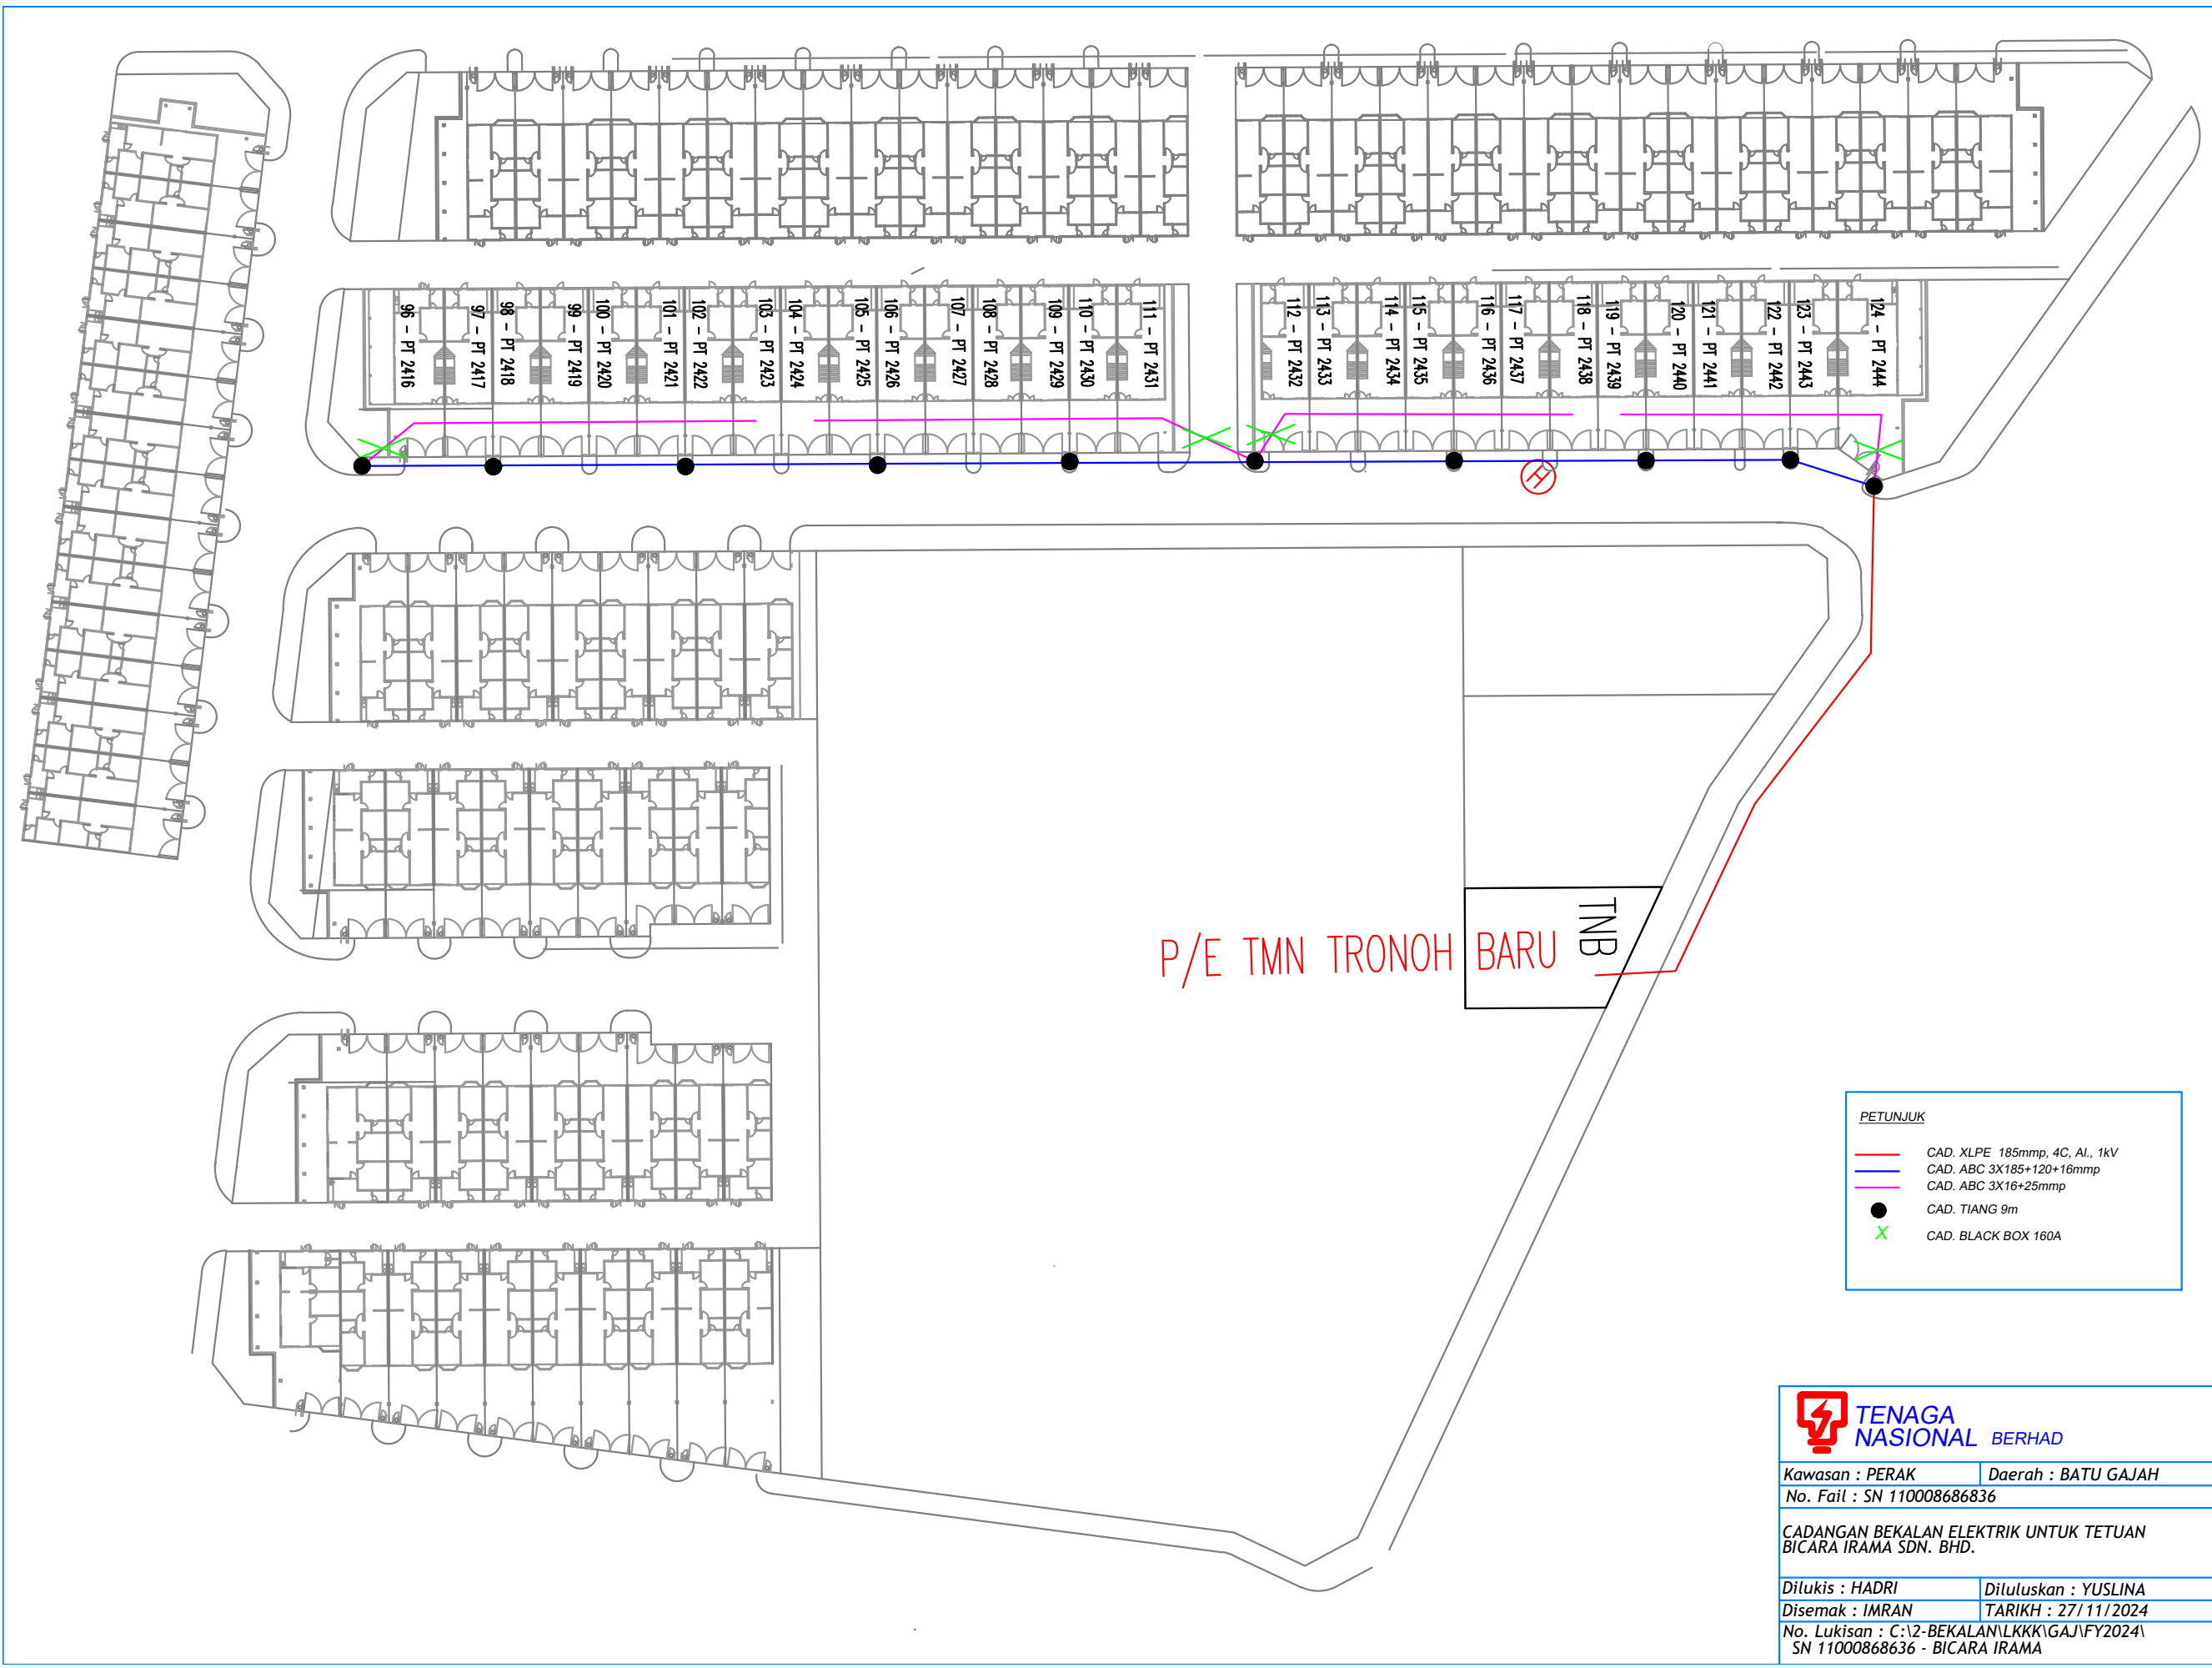 96 - PT 2416
97 - PT 2417
98 - PT 2418
99 - PT 2419
100 - PT 2420
101 - PT 2421
102 - PT 2422
103 - PT 2423
104 - PT 2424
105 - PT 2425
106 - PT 2426
107 - PT 2427
108 - PT 2428
109 - PT 2429
110 - PT 2430
111 - PT 2431
112 - PT 2432
113 - PT 2433
114 - PT 2434
115 - PT 2435
116 - PT 2436
117 - PT 2437
118 - PT 2438
119 - PT 2439
120 - PT 2440
121 - PT 2441
122 - PT 2442
123 - PT 2443
124 - PT 2444
H
P/E TMN TRONOH BARU
TNB
PETUNJUK
CAD. XLPE 185mmp, 4C, Al., 1kV
CAD. ABC 3X185+120+16mmp
CAD. ABC 3X16+25mmp
CAD. TIANG 9m
X CAD. BLACK BOX 160A
TENAGA
NASIONAL BERHAD
Kawasan : PERAK Daerah : BATU GAJAH
No. Fail : SN 110008686836
CADANGAN BEKALAN ELEKTRIK UNTUK TETUAN
BICARA IRAMA SDN. BHD.
Dilukis : HADRI Diluluskan : YUSLINA
Disemak : IMRAN TARIKH : 27/11/2024
No. Lukisan : C:\2-BEKALAN\LKKK\GAJ\FY2024\
SN 11000868636 - BICARA IRAMA